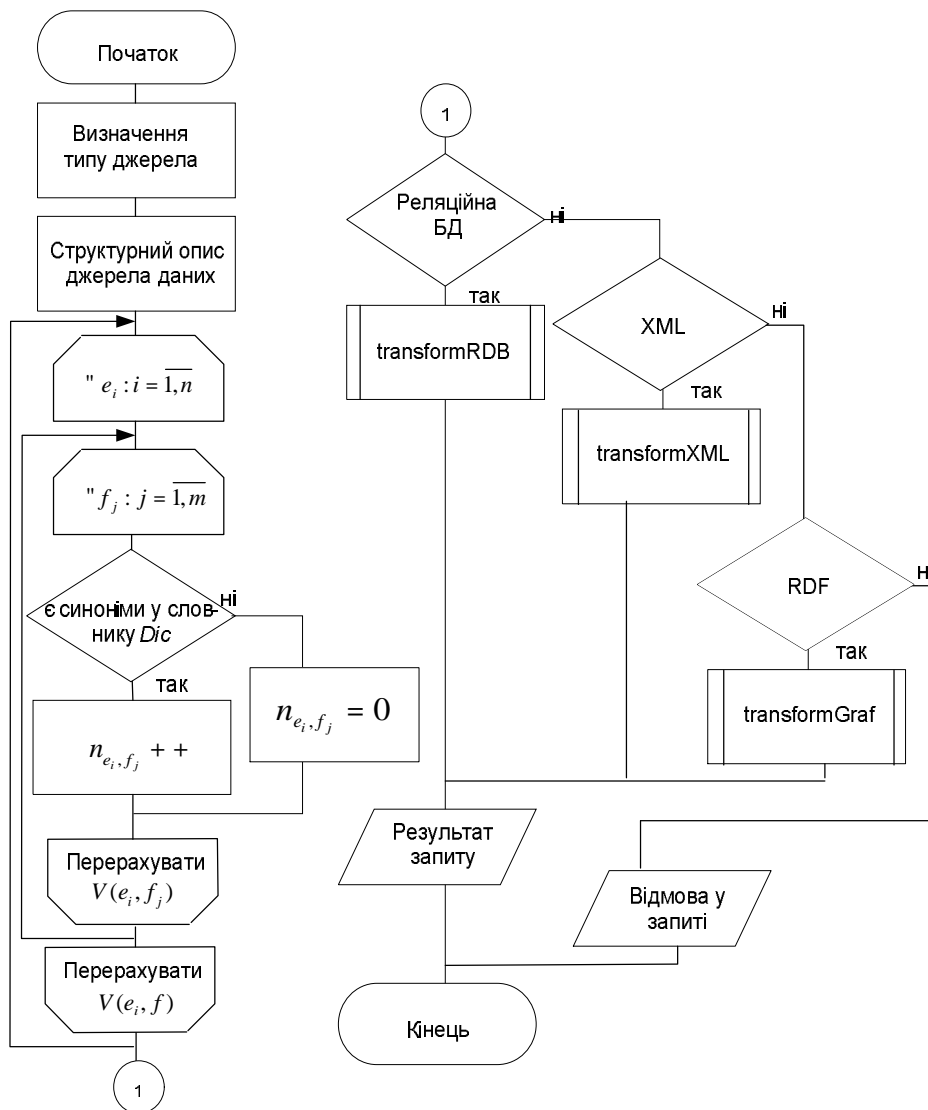 Початок
Визначення
типу джерела
Структурний опис
джерела даних
" e_i : i = \overline{1,n}
" f_j : j = \overline{1,m}
є синоніми у слов-
нику Dic
ні
так
n_{e_i,f_j} + +
n_{e_i,f_j} = 0
Перерахувати
V(e_i, f_j)
Перерахувати
V(e_i, f)
1
1
Реляційна
БД
ні
так
transformRDB
XML
ні
так
transformXML
RDF
н
так
transformGraf
Результат
запиту
Відмова у
запиті
Кінець